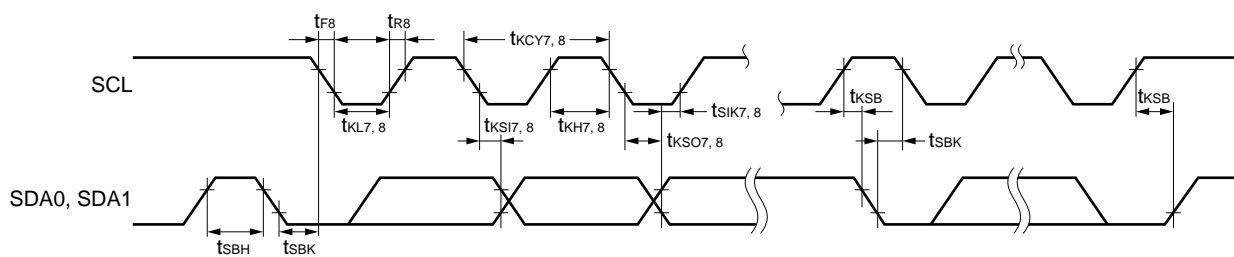 tF8 tR8
tKCY7, 8
SCL
tKSB tKSB
tSIK7, 8
tKL7, 8 tKSI7, 8 tKH7, 8 tKSO7, 8 tSBK
SDA0, SDA1
tSBH tSBK